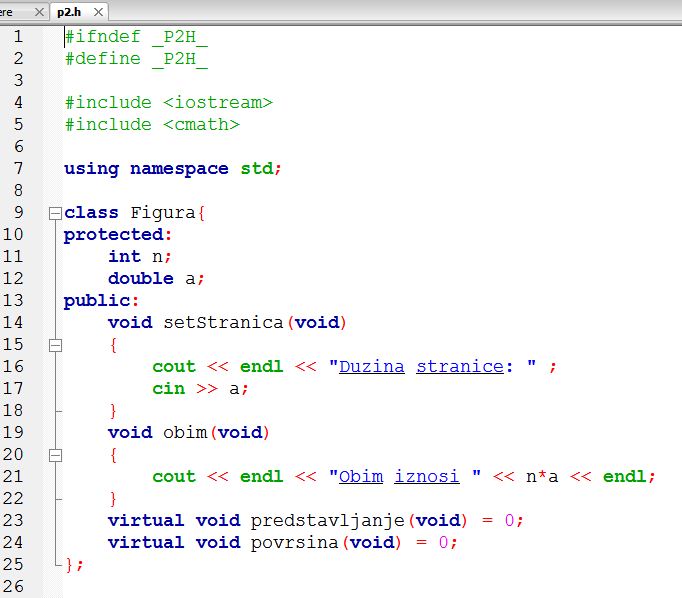 ere p2.h
1 #ifndef _P2H_
2 #define _P2H_
3
4 #include <iostream>
5 #include <cmath>
6
7 using namespace std;
8
9 class Figura{
10 protected:
11     int n;
12     double a;
13 public:
14     void setStranica(void)
15     {
16         cout << endl << "Duzina stranice: " ;
17         cin >> a;
18     }
19     void obim(void)
20     {
21         cout << endl << "Obim iznosi " << n*a << endl;
22     }
23     virtual void predstavljanje(void) = 0;
24     virtual void povrsina(void) = 0;
25 };
26